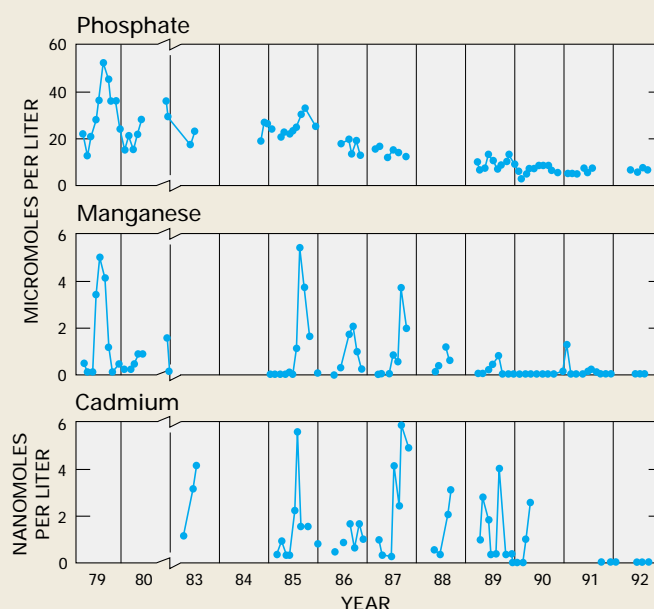 Phosphate
60
40
20
0
MICROMOLES PER LITER
Manganese
6
4
2
0
Cadmium
6
4
2
0
NANOMOLES
PER LITER
79 80 83 84 85 86 87 88 89 90 91 92
YEAR